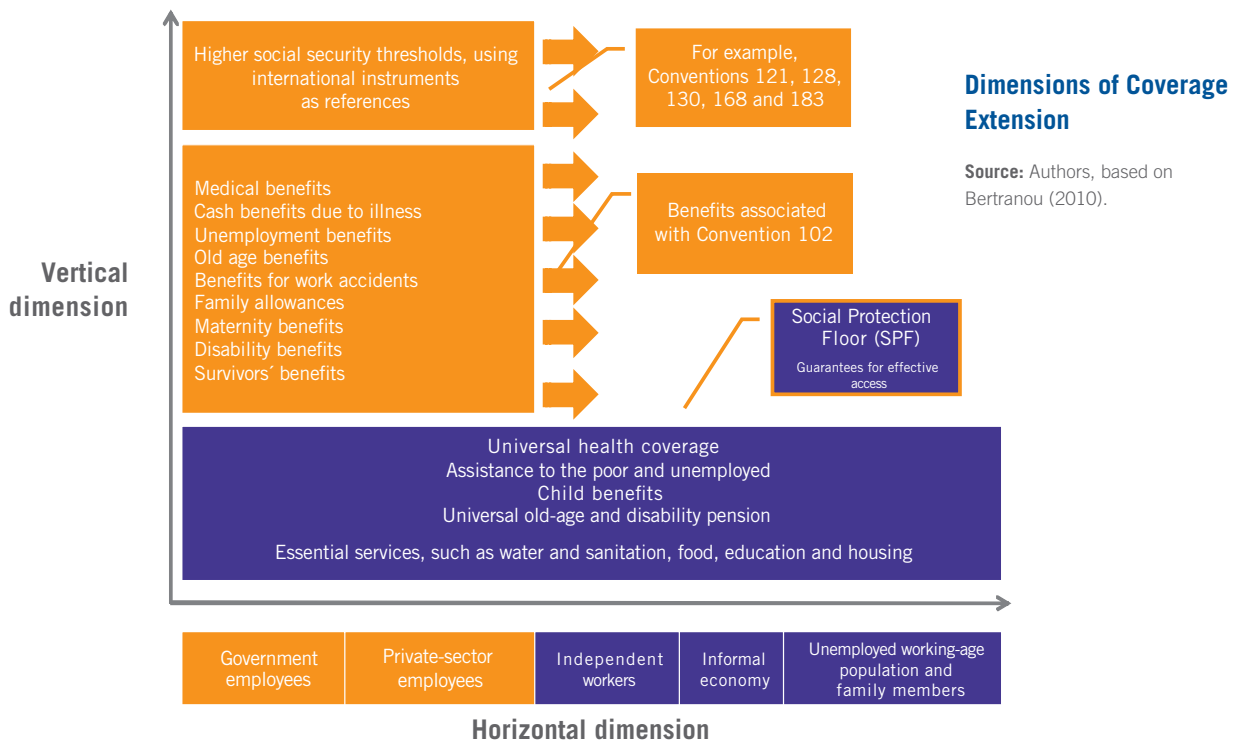 Higher social security thresholds, using
international instruments
as references
For example,
Conventions 121, 128,
130, 168 and 183
Dimensions of Coverage
Extension
Source: Authors, based on
Bertranou (2010).
Medical benefits
Cash benefits due to illness
Unemployment benefits
Old age benefits
Benefits for work accidents
Family allowances
Maternity benefits
Disability benefits
Survivors´ benefits
Benefits associated
with Convention 102
Vertical
dimension
Social Protection
Floor (SPF)
Guarantees for effective
access
Universal health coverage
Assistance to the poor and unemployed
Child benefits
Universal old-age and disability pension
Essential services, such as water and sanitation, food, education and housing
Government
employees
Private-sector
employees
Independent
workers
Informal
economy
Unemployed working-age
population and
family members
Horizontal dimension